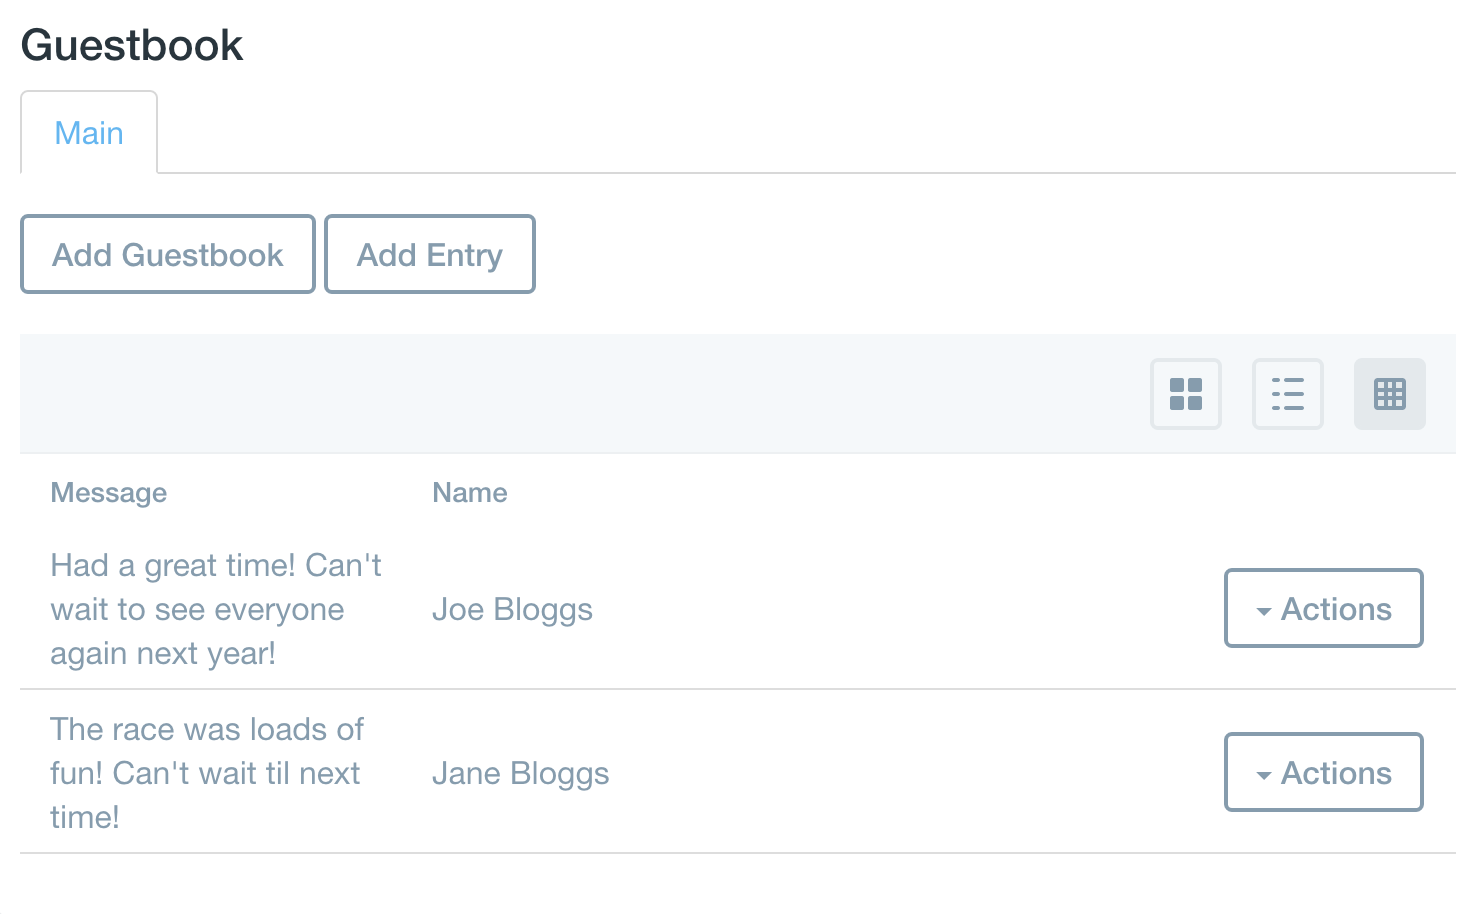 Guestbook
Main
Add Guestbook Add Entry
Message Name
Had a great time! Can't
wait to see everyone
again next year!
Joe Bloggs
Actions
The race was loads of
fun! Can't wait til next
time!
Jane Bloggs
Actions